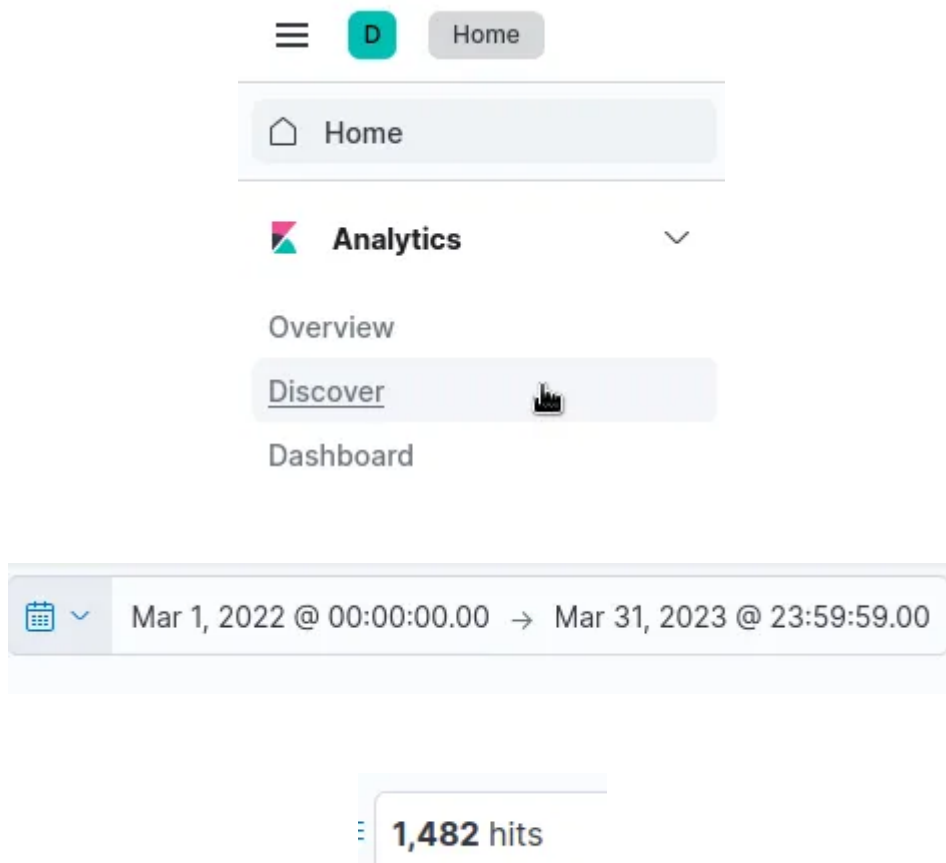 D Home
Home
Analytics
Overview
Discover
Dashboard
Mar 1, 2022 @ 00:00:00.00 → Mar 31, 2023 @ 23:59:59.00
1,482 hits